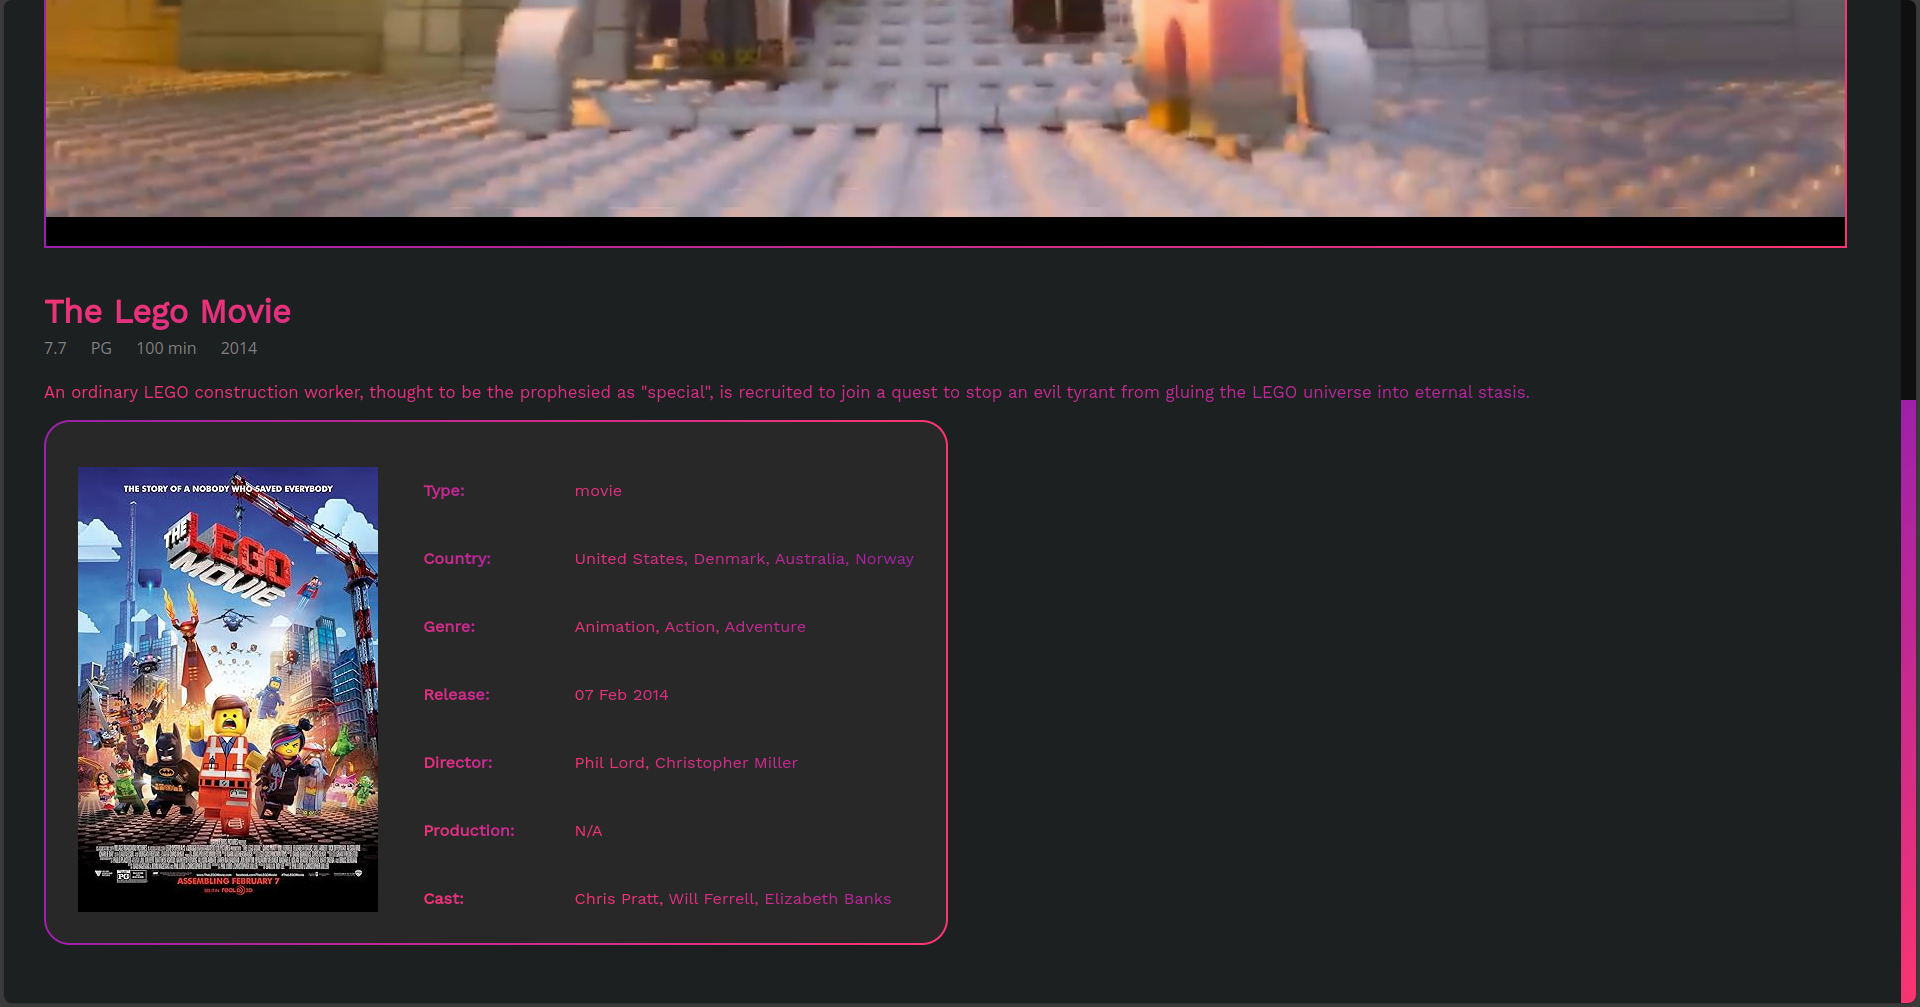 The Lego Movie
7.7 PG 100 min 2014
An ordinary LEGO construction worker, thought to be the prophesied as "special", is recruited to join a quest to stop an evil tyrant from gluing the LEGO universe into eternal stasis.
THE STORY OF A NOBODY WHO SAVED EVERYBODY
THE
LEGO
MOVIE
PG
ASSEMBLING FEBRUARY 7
Type: movie
Country: United States, Denmark, Australia, Norway
Genre: Animation, Action, Adventure
Release: 07 Feb 2014
Director: Phil Lord, Christopher Miller
Production: N/A
Cast: Chris Pratt, Will Ferrell, Elizabeth Banks